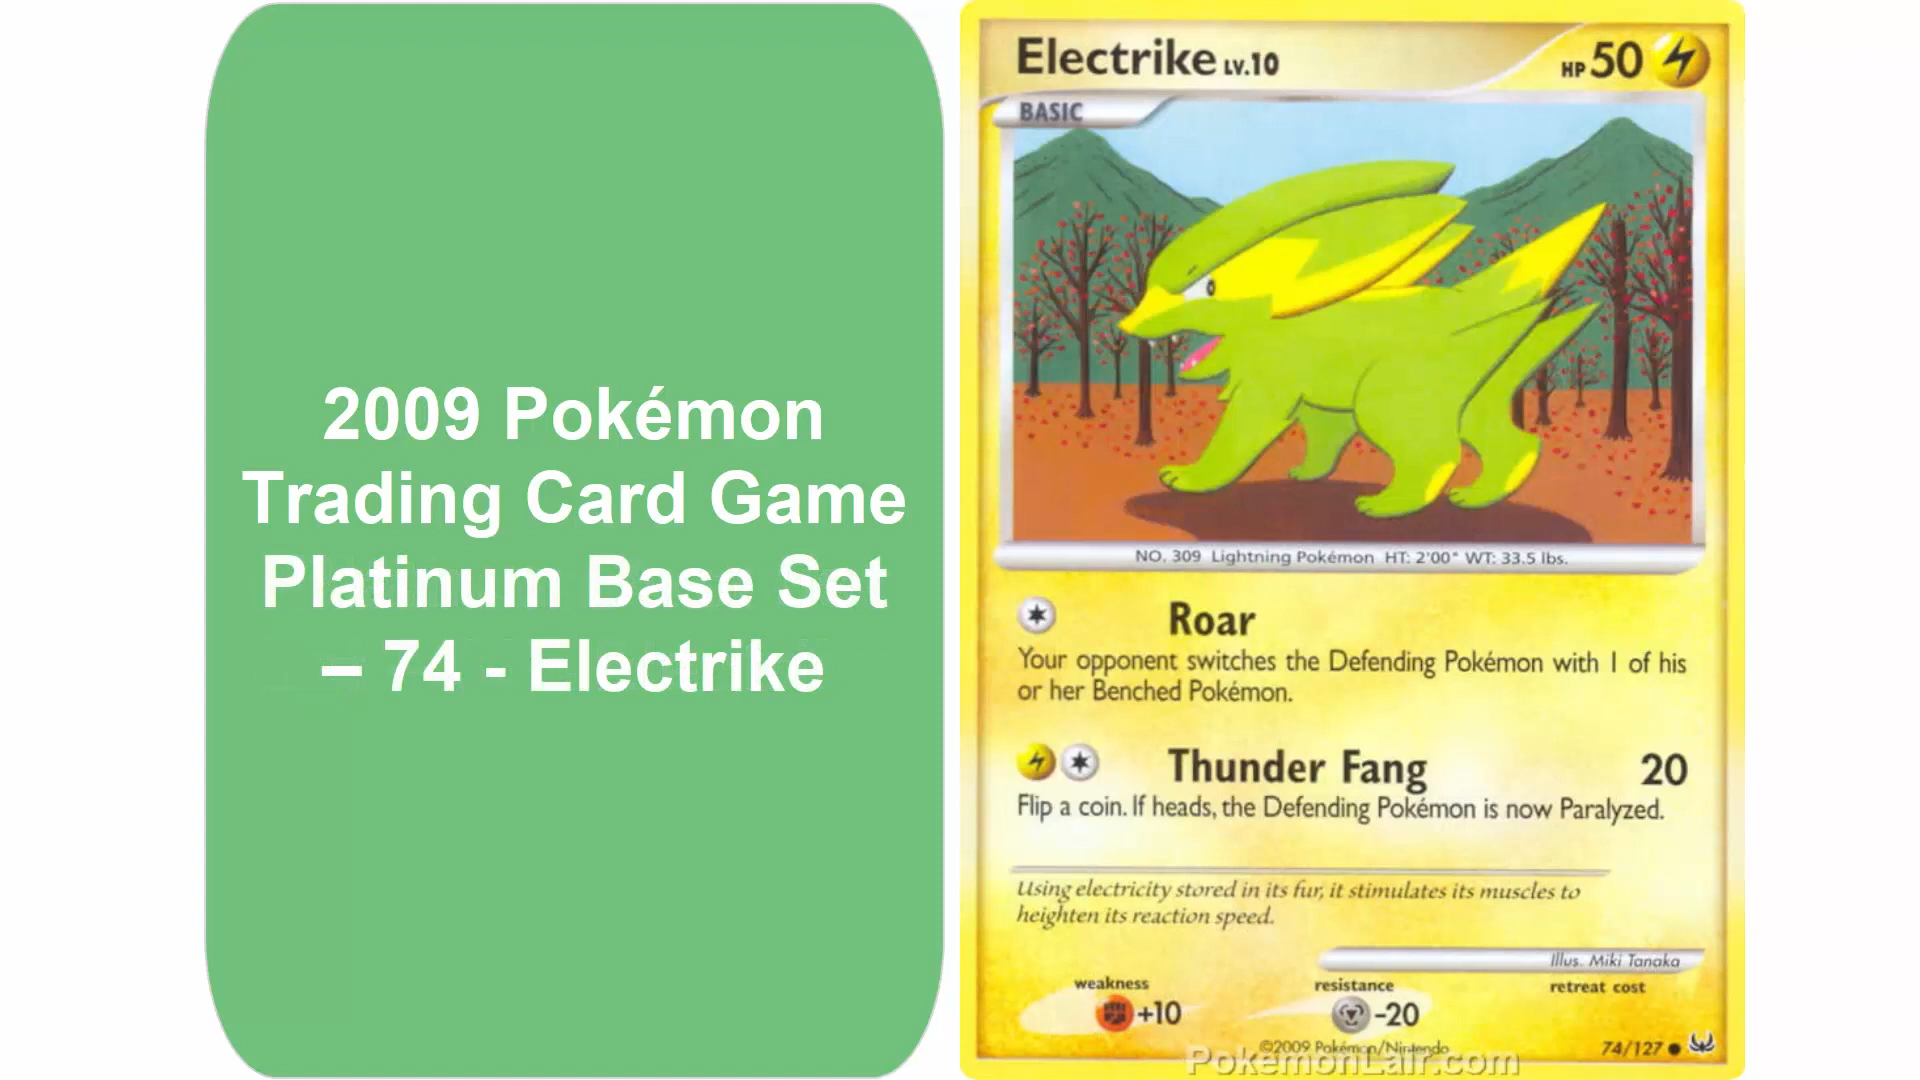 2009 Pokémon
Trading Card Game
Platinum Base Set
– 74 - Electrike
Electrike LV.10
HP 50
BASIC
NO. 309 Lightning Pokémon HT: 2'00" WT: 33.5 lbs.
Roar
Your opponent switches the Defending Pokémon with 1 of his
or her Benched Pokémon.
Thunder Fang 20
Flip a coin. If heads, the Defending Pokémon is now Paralyzed.
Using electricity stored in its fur, it stimulates its muscles to
heighten its reaction speed.
Illus. Miki Tanaka
weakness resistance retreat cost
+10 -20
©2009 Pokémon/Nintendo
74/127
PokemonLair.com